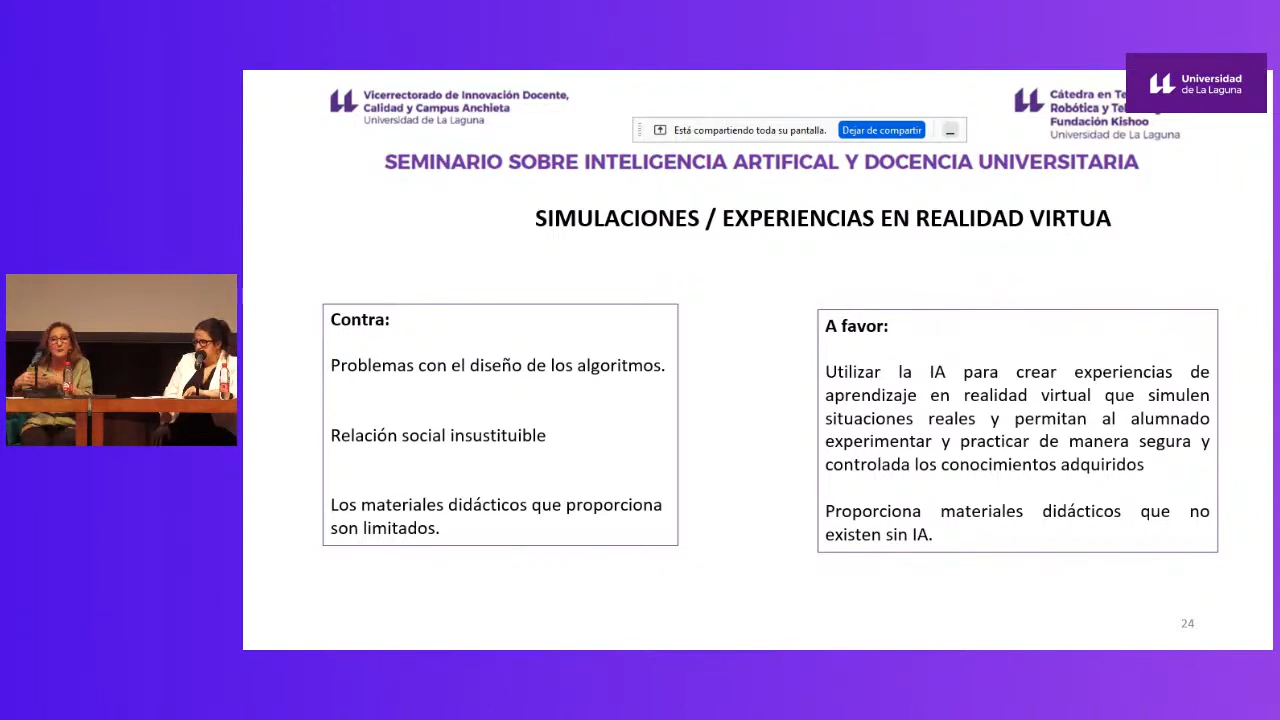 Vicerrectorado de Innovación Docente,
Calidad y Campus Anchieta
Universidad de La Laguna
Cátedra en Te
Robótica y Te
Fundación Kishoo
Universidad de La Laguna
Universidad
de La Laguna
Está compartiendo toda su pantalla. Dejar de compartir
SEMINARIO SOBRE INTELIGENCIA ARTIFICAL Y DOCENCIA UNIVERSITARIA
SIMULACIONES / EXPERIENCIAS EN REALIDAD VIRTUA
Contra:
Problemas con el diseño de los algoritmos.
Relación social insustituible
Los materiales didácticos que proporciona
son limitados.
A favor:
Utilizar la IA para crear experiencias de
aprendizaje en realidad virtual que simulen
situaciones reales y permitan al alumnado
experimentar y practicar de manera segura y
controlada los conocimientos adquiridos
Proporciona materiales didácticos que no
existen sin IA.
24